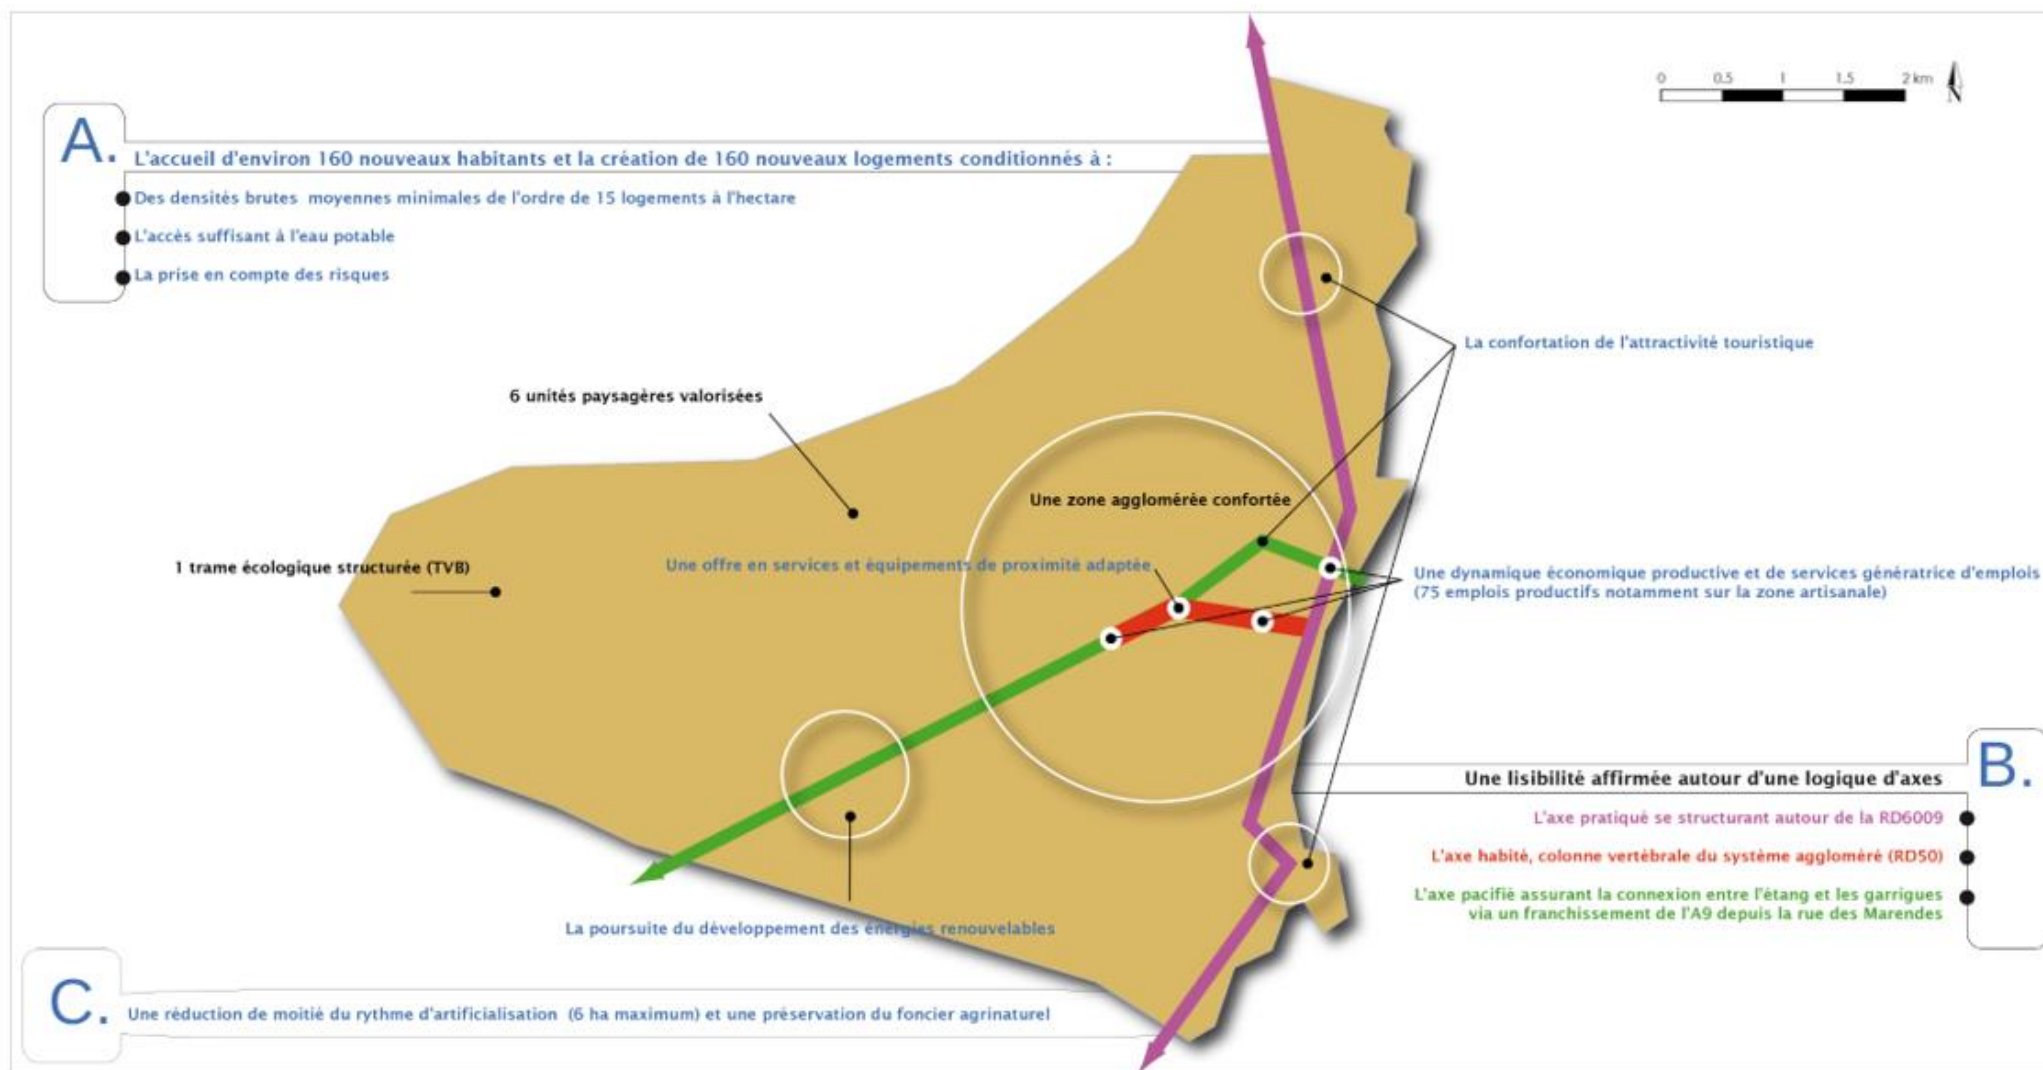 0 0.5 1 1.5 2 km
N
A.
L'accueil d'environ 160 nouveaux habitants et la création de 160 nouveaux logements conditionnés à :
Des densités brutes moyennes minimales de l'ordre de 15 logements à l'hectare
L'accès suffisant à l'eau potable
La prise en compte des risques
La confortation de l'attractivité touristique
6 unités paysagères valorisées
Une zone agglomérée confortée
1 trame écologique structurée (TVB)
Une offre en services et équipements de proximité adaptée
Une dynamique économique productive et de services génératrice d'emplois
(75 emplois productifs notamment sur la zone artisanale)
B.
Une lisibilité affirmée autour d'une logique d'axes
L'axe pratiqué se structurant autour de la RD6009
L'axe habité, colonne vertébrale du système aggloméré (RD50)
L'axe pacifié assurant la connexion entre l'étang et les garrigues
via un franchissement de l'A9 depuis la rue des Marendes
La poursuite du développement des énergies renouvelables
C.
Une réduction de moitié du rythme d'artificialisation (6 ha maximum) et une préservation du foncier agrinaturel